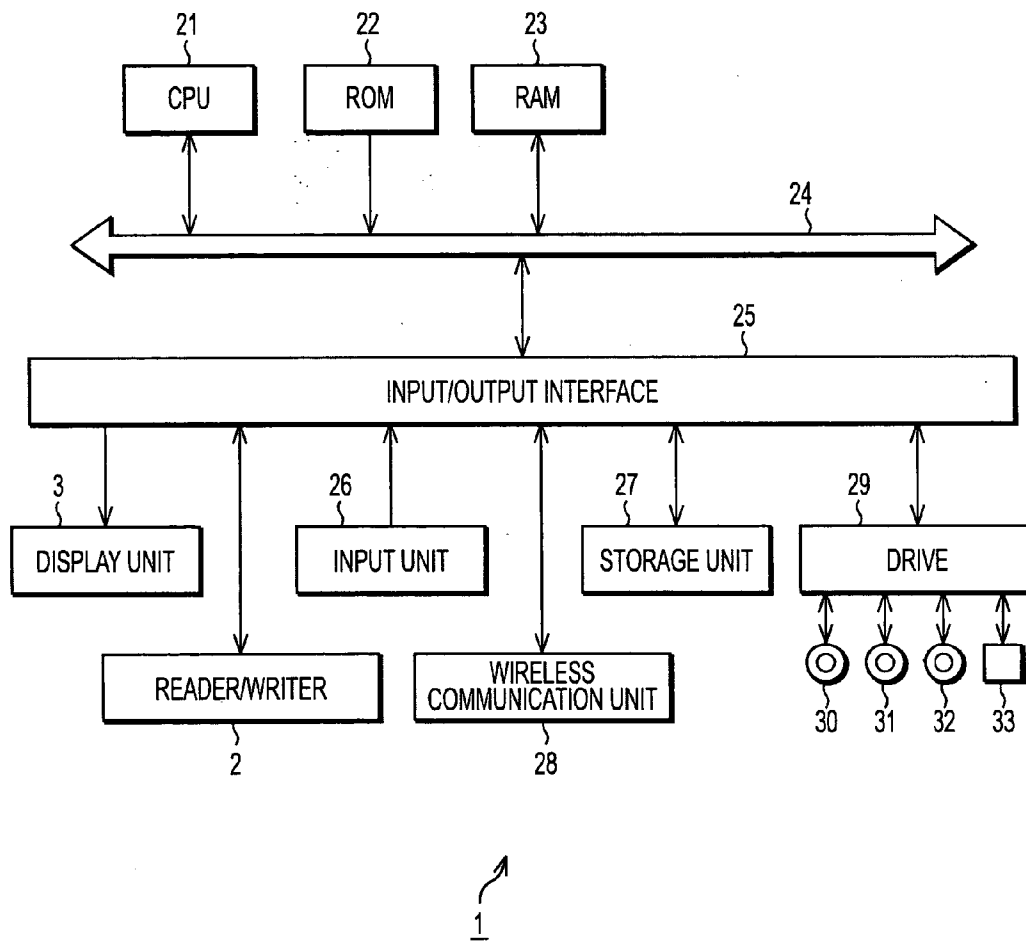 21
22
23
CPU
ROM
RAM
24
25
INPUT/OUTPUT INTERFACE
3
26
27
29
DISPLAY UNIT
INPUT UNIT
STORAGE UNIT
DRIVE
READER/WRITER
WIRELESS
COMMUNICATION UNIT
30
31
32
33
2
28
1